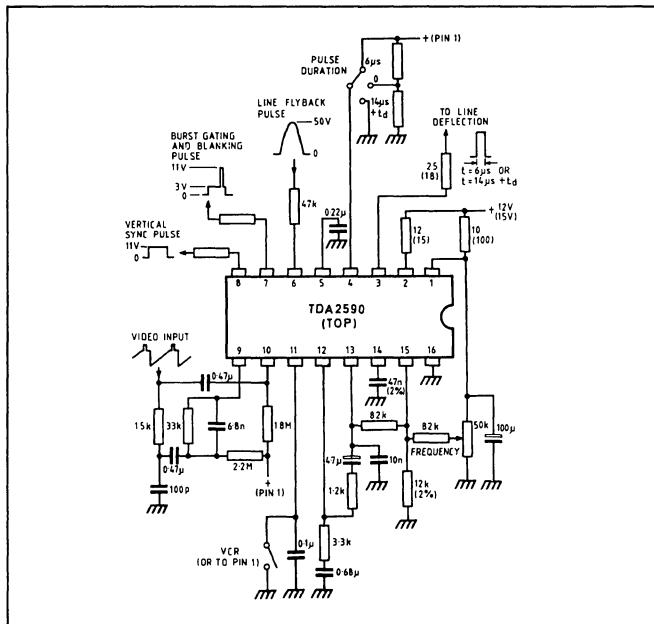 +(PIN 1)
PULSE
DURATION
6µs
0
14µs
+td
LINE FLYBACK
PULSE
50V
0
TO LINE
DEFLECTION
t=6µs OR
t=14µs +td
BURST GATING
AND BLANKING
PULSE
11V
3V
0
47k
0·22µ
25
(18)
+ 12V
(15V)
12
(15)
10
(100)
VERTICAL
SYNC PULSE
11V
0
8
7
6
5
4
3
2
1
TDA2590
(TOP)
9
10
11
12
13
14
15
16
VIDEO INPUT
0·47µ
1·5k
33k
6·8n
1·8M
0·47µ
2·2M
100p
+
(PIN 1)
VCR
(OR TO PIN 1)
0·1µ
3·3k
0·68µ
47n
(2%)
82k
82k
FREQUENCY
50k
100µ
10n
1·2k
12k
(2%)